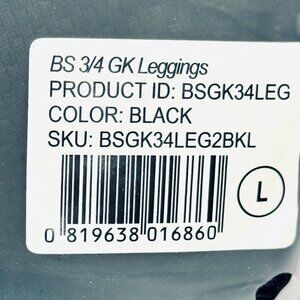 BS 3/4 GK Leggings
PRODUCT ID: BSGK34LEG
COLOR: BLACK
SKU: BSGK34LEG2BKL
L
0 819638 016860